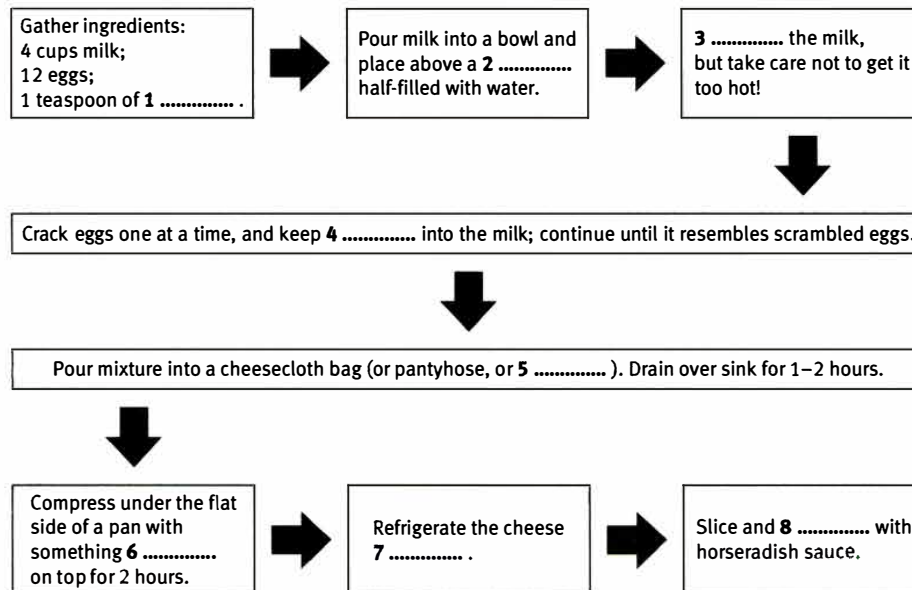 Gather ingredients:
4 cups milk;
12 eggs;
1 teaspoon of 1 .............. .
Pour milk into a bowl and
place above a 2 ..............
half-filled with water.
3 .............. the milk,
but take care not to get it
too hot!
Crack eggs one at a time, and keep 4 .............. into the milk; continue until it resembles scrambled eggs.
Pour mixture into a cheesecloth bag (or pantyhose, or 5 .............. ). Drain over sink for 1–2 hours.
Compress under the flat
side of a pan with
something 6 ..............
on top for 2 hours.
Refrigerate the cheese
7 .............. .
Slice and 8 .............. with
horseradish sauce.